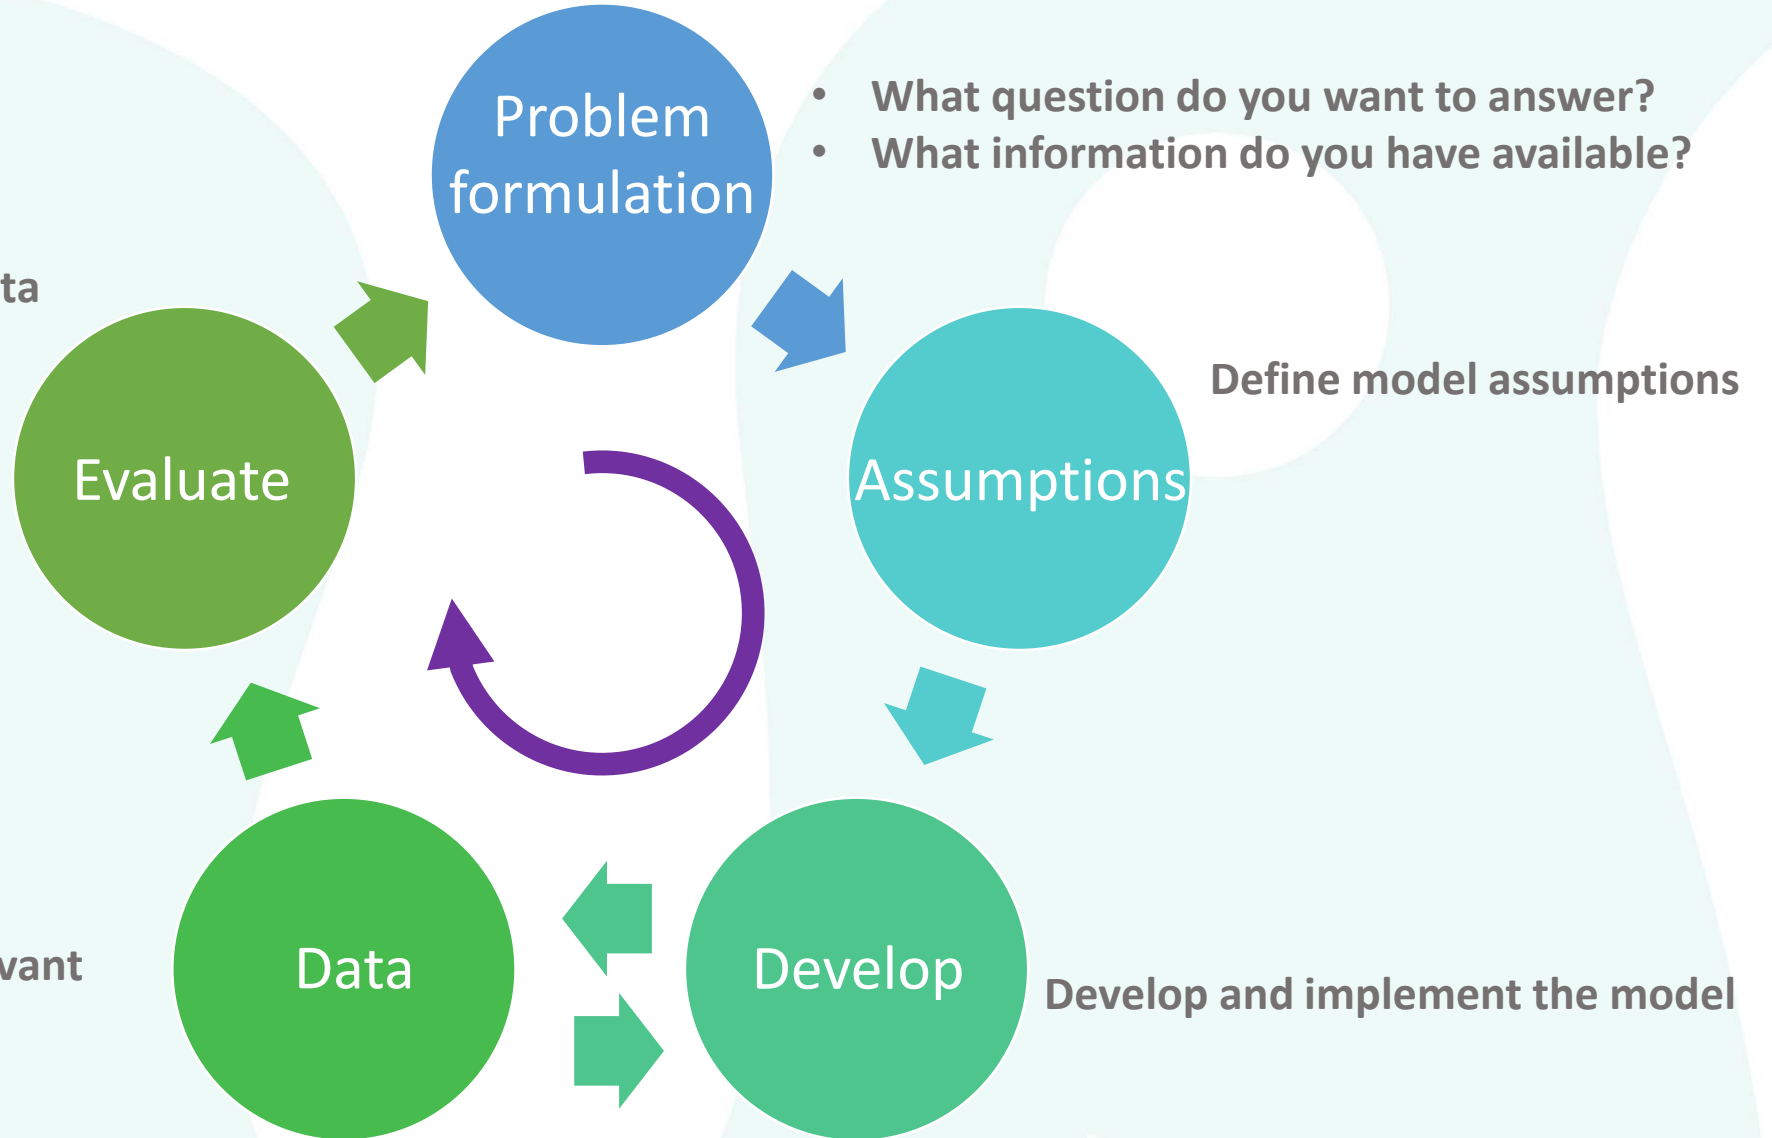 Problem
formulation
• What question do you want to answer?
• What information do you have available?
ta
Evaluate
Assumptions
Define model assumptions
vant
Data
Develop
Develop and implement the model